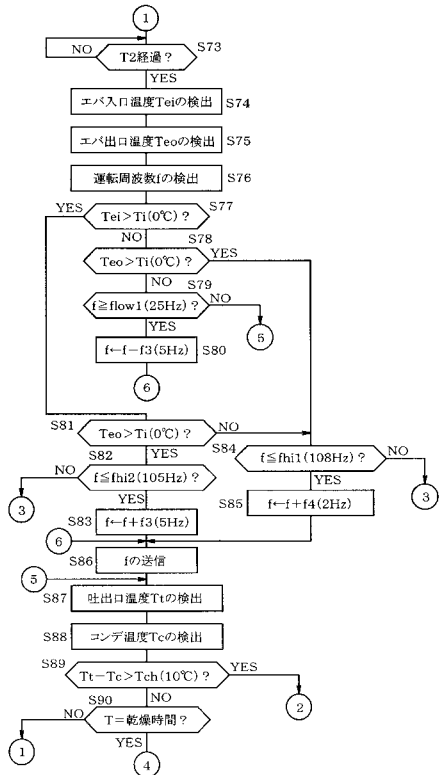 1
T2経過？
S73
NO
YES
エバ入口温度Teiの検出
S74
エバ出口温度Teoの検出
S75
運転周波数fの検出
S76
Tei>Ti(0℃)？
S77
YES
NO
Teo>Ti(0℃)？
S78
YES
NO
f≧flow1(25Hz)？
S79
NO
5
YES
f←f−f3(5Hz)
S80
6
S81
Teo>Ti(0℃)？
NO
YES
S82
f≦fhi2(105Hz)？
NO
3
YES
S84
f≦fhi1(108Hz)？
NO
3
YES
S83
f←f+f3(5Hz)
S85
f←f+f4(2Hz)
6
S86
fの送信
5
S87
吐出口温度Ttの検出
S88
コンデ温度Tcの検出
S89
Tt−Tc>Tch(10℃)？
YES
2
NO
S90
T=乾燥時間？
NO
1
YES
4